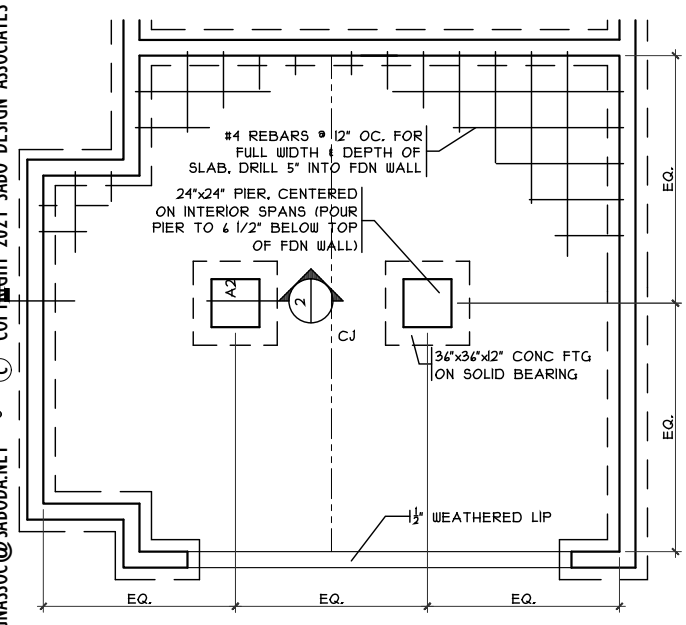 #4 REBARS @ 12" OC. FOR
FULL WIDTH & DEPTH OF
SLAB. DRILL 5" INTO FDN WALL
24"x24" PIER, CENTERED
ON INTERIOR SPANS (POUR
PIER TO 6 1/2" BELOW TOP
OF FDN WALL)
EQ.
A2
2
CJ
36"x36"x12" CONC FTG
ON SOLID BEARING
EQ.
1 1/2" WEATHERED LIP
EQ.
EQ.
EQ.
2021 SABO DESIGN ASSOCIATES
©